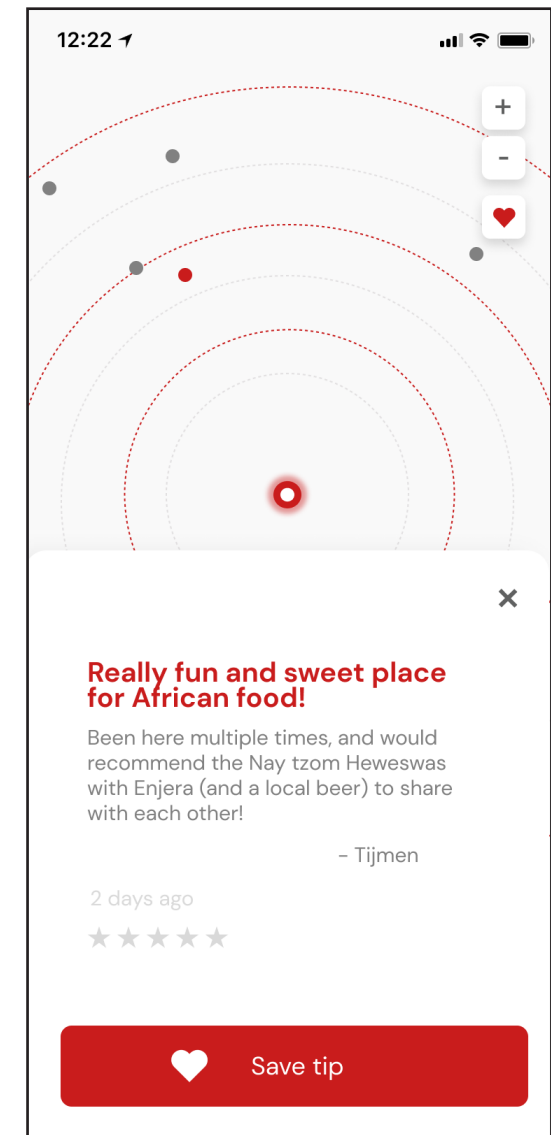 12:22
+
-
Really fun and sweet place
for African food!
Been here multiple times, and would
recommend the Nay tzom Heweswas
with Enjera (and a local beer) to share
with each other!
- Tijmen
2 days ago
Save tip